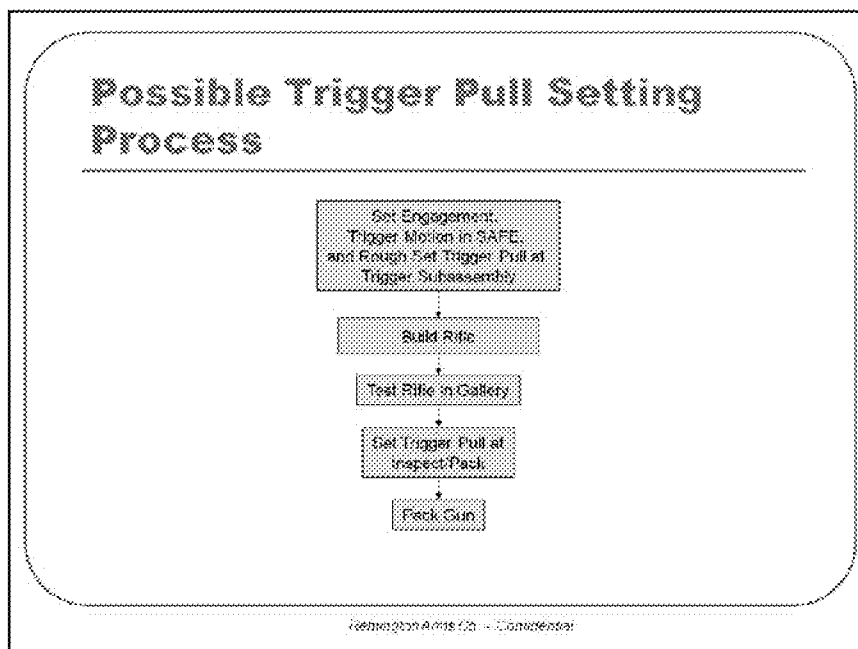 Possible Trigger Pull Setting
Process
Set Engagement,
Trigger Motion in SAFE,
and Rough Set Trigger Pull at
Trigger Subassembly
Build Rifle
Test Rifle in Gallery
Set Trigger Pull at
Inspect/Pack
Pack Gun
Remington Arms Co. - Confidential